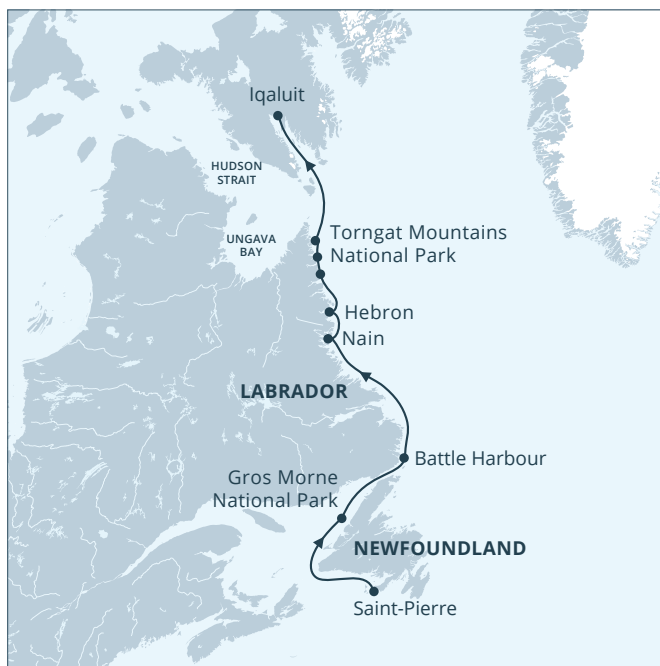 Iqaluit
HUDSON
STRAIT
UNGAVA
BAY
Torngat Mountains
National Park
Hebron
Nain
LABRADOR
Battle Harbour
Gros Morne
National Park
NEWFOUNDLAND
Saint-Pierre